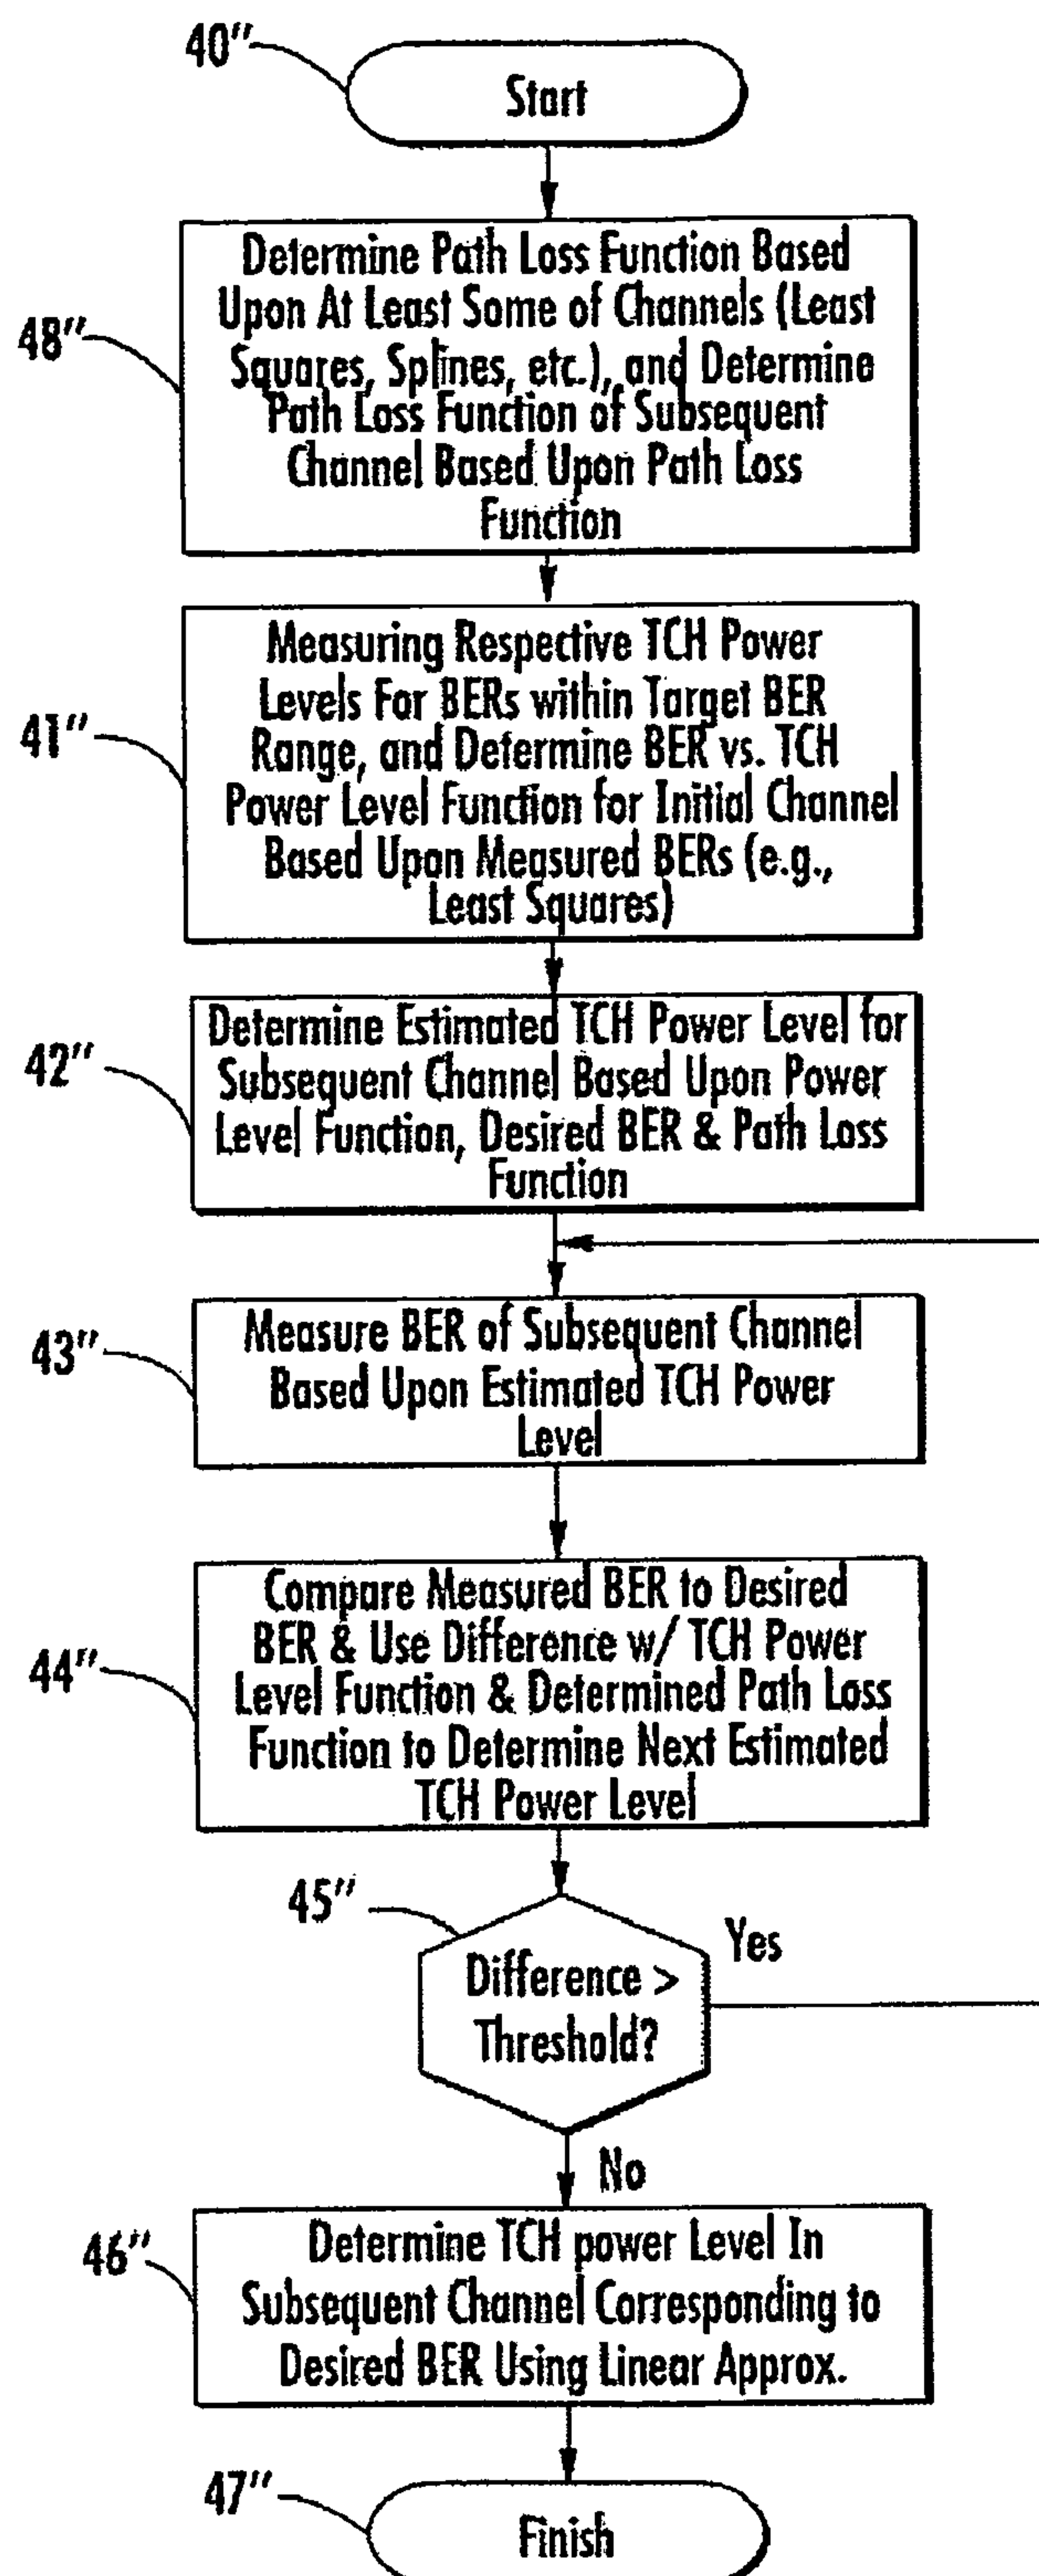 40″
Start
48″
Determine Path Loss Function Based
Upon At Least Some of Channels (Least
Squares, Splines, etc.), and Determine
Path Loss Function of Subsequent
Channel Based Upon Path Loss
Function
41″
Measuring Respective TCH Power
Levels For BERs within Target BER
Range, and Determine BER vs. TCH
Power Level Function for Initial Channel
Based Upon Measured BERs (e.g.,
Least Squares)
42″
Determine Estimated TCH Power Level for
Subsequent Channel Based Upon Power
Level Function, Desired BER & Path Loss
Function
43″
Measure BER of Subsequent Channel
Based Upon Estimated TCH Power
Level
44″
Compare Measured BER to Desired
BER & Use Difference w/ TCH Power
Level Function & Determined Path Loss
Function to Determine Next Estimated
TCH Power Level
45″
Difference >
Threshold?
Yes
No
46″
Determine TCH power Level In
Subsequent Channel Corresponding to
Desired BER Using Linear Approx.
47″
Finish